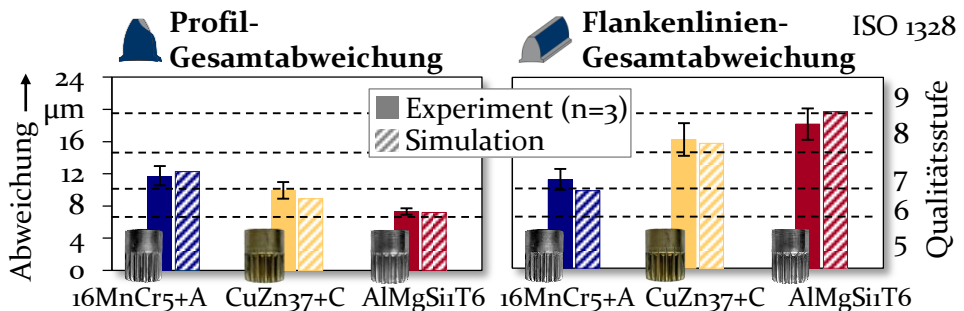 Profil-
Gesamtabweichung
Flankenlinien-
Gesamtabweichung
ISO 1328
Abweichung
24
µm
16
12
8
4
0
Experiment (n=3)
Simulation
9
8
7
6
5
Qualitätsstufe
16MnCr5+A CuZn37+C AlMgSi1T6
16MnCr5+A CuZn37+C AlMgSi1T6